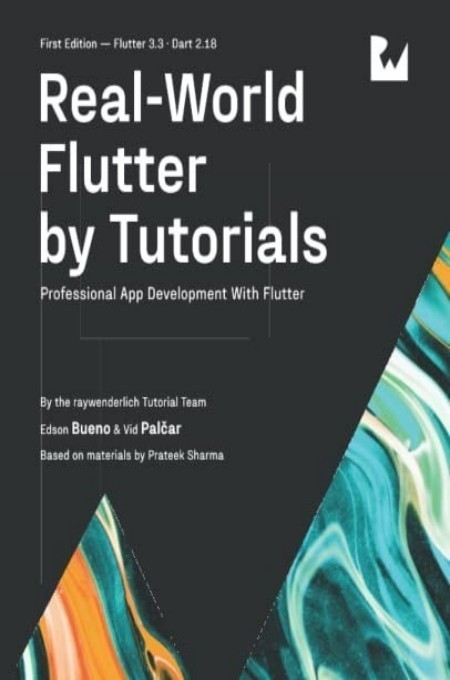 First Edition — Flutter 3.3 · Dart 2.18
Real-World
Flutter
by Tutorials
Professional App Development With Flutter
By the raywenderlich Tutorial Team
Edson Bueno & Vid Palčar
Based on materials by Prateek Sharma